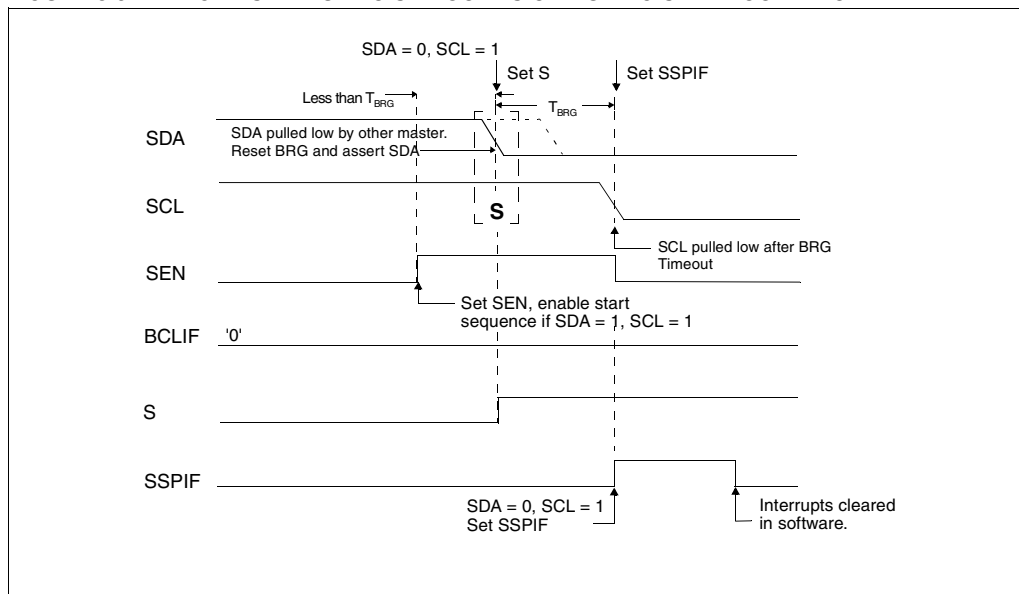 SDA = 0, SCL = 1
Set S
Set SSPIF
Less than TBRG
TBRG
SDA
SDA pulled low by other master.
Reset BRG and assert SDA
SCL
S
SCL pulled low after BRG
Timeout
SEN
Set SEN, enable start
sequence if SDA = 1, SCL = 1
BCLIF
'0'
S
SSPIF
SDA = 0, SCL = 1
Set SSPIF
Interrupts cleared
in software.